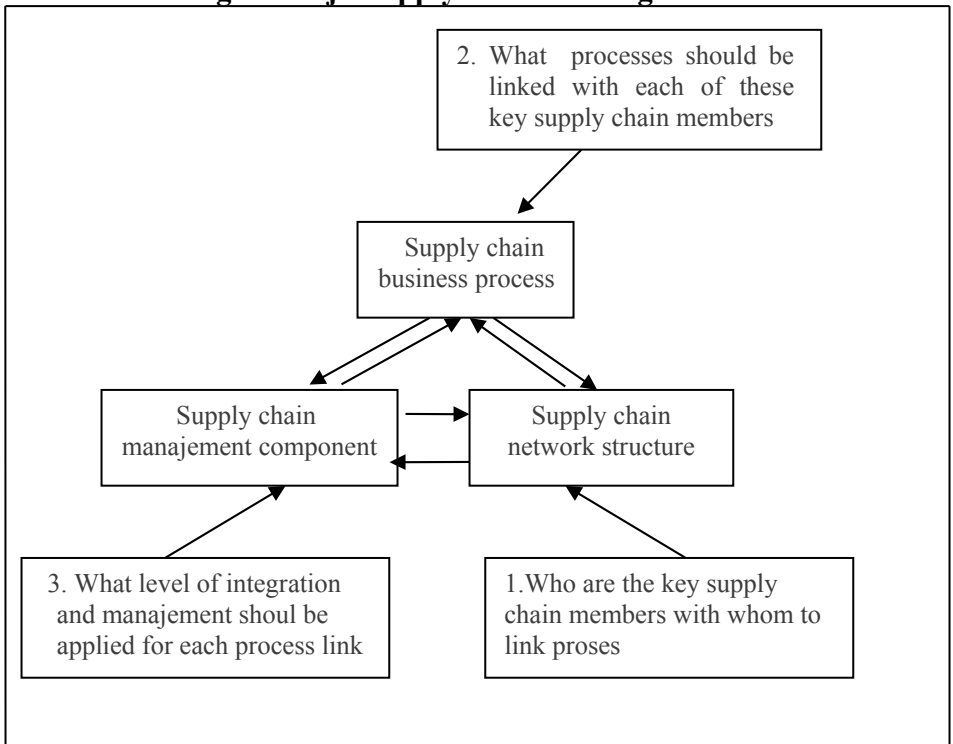 2. What processes should be
linked with each of these
key supply chain members
Supply chain
business process
Supply chain
manajement component
Supply chain
network structure
3. What level of integration
and manajement shoul be
applied for each process link
1.Who are the key supply
chain members with whom to
link proses